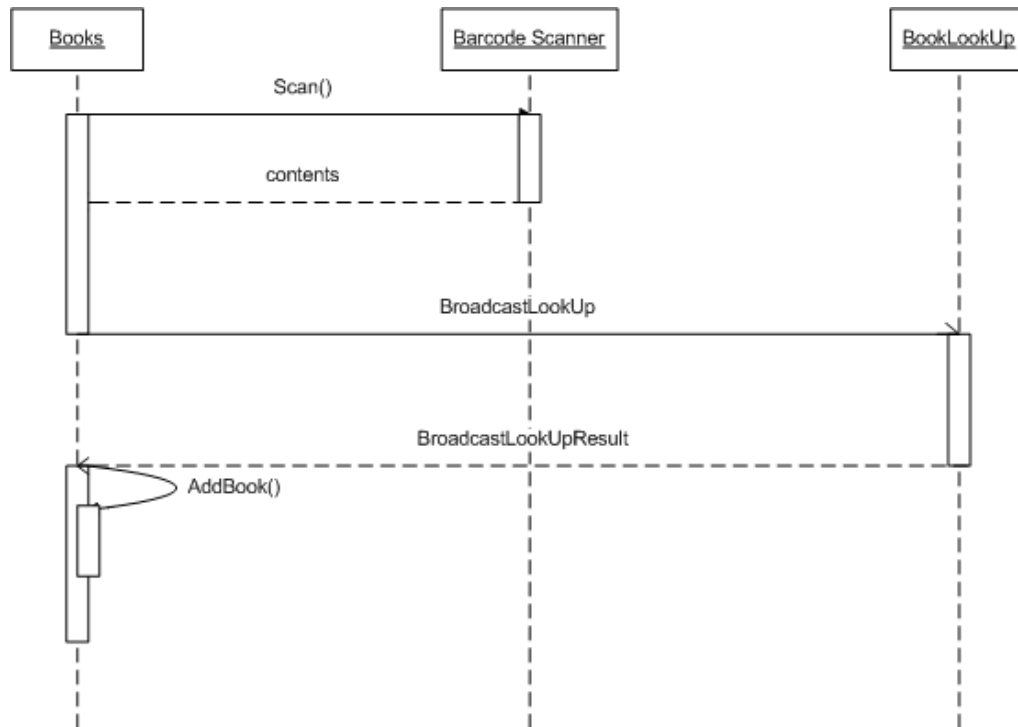 Books
Barcode Scanner
BookLookUp
Scan()
contents
BroadcastLookUp
BroadcastLookUpResult
AddBook()